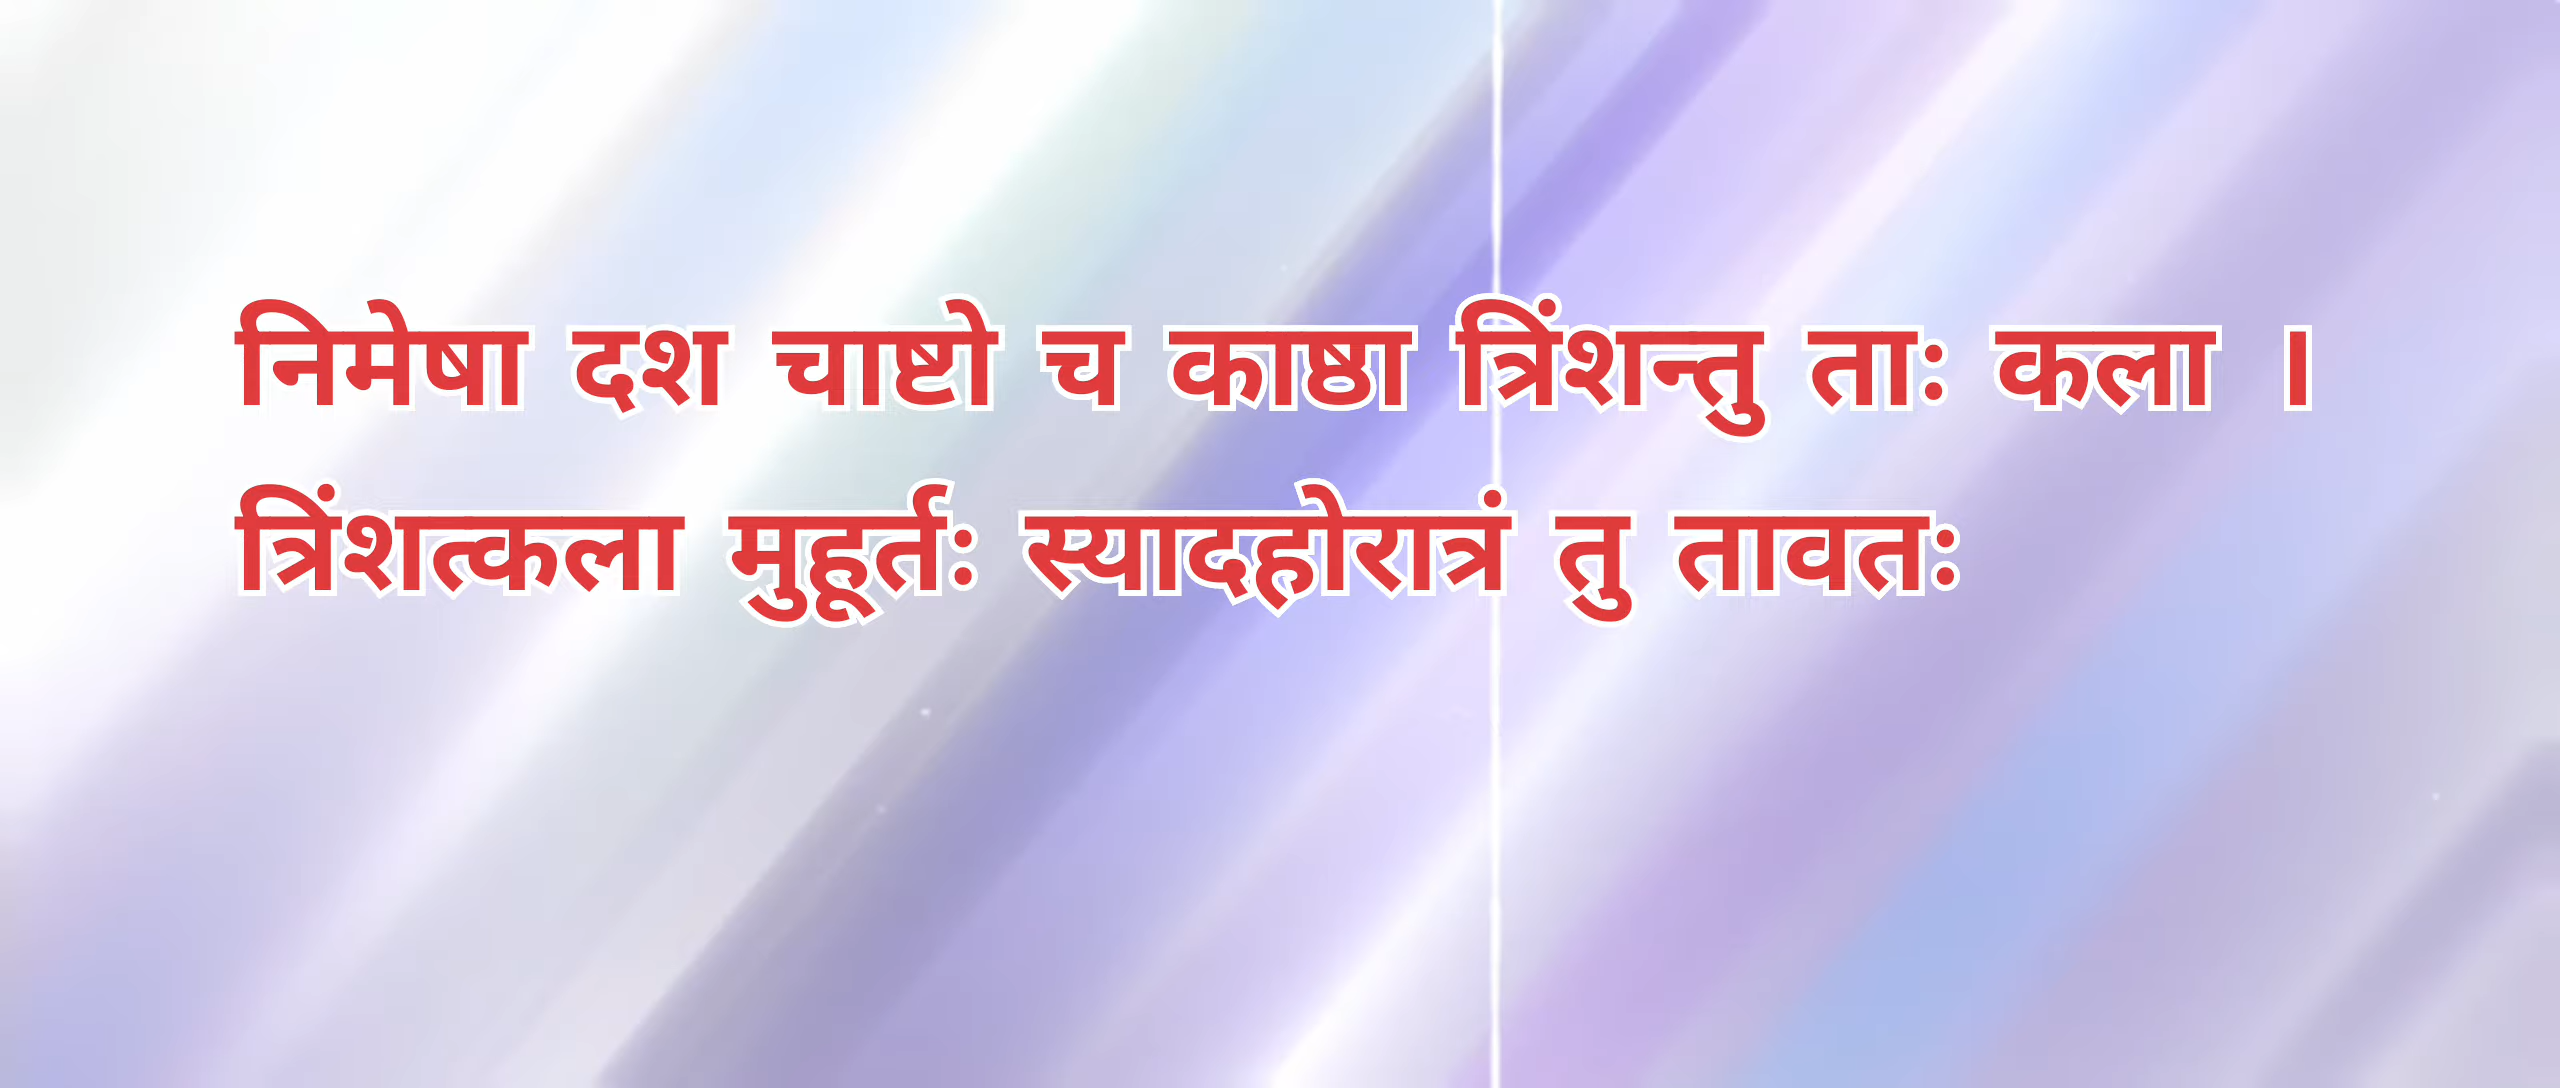 निमेषा दश चाष्टो च काष्ठा त्रिंशन्तु ताः कला ।
त्रिंशत्कला मुहूर्तः स्यादहोरात्रं तु तावतः